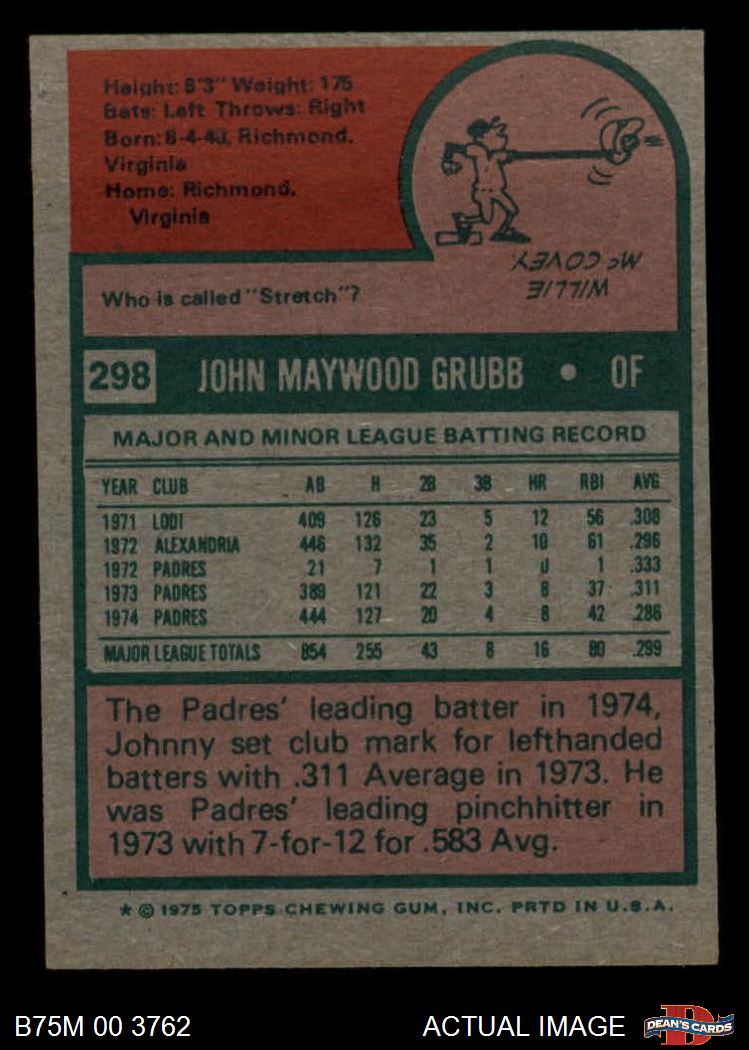 Height: 6'3" Weight: 175
Bats: Left Throws: Right
Born: 8-4-48, Richmond,
Virginia
Home: Richmond,
Virginia
Who is called "Stretch"?
WILLIE
McCOVEY
298 JOHN MAYWOOD GRUBB • OF
MAJOR AND MINOR LEAGUE BATTING RECORD
YEAR CLUB AB H 2B 3B HR RBI AVG
1971 LODI 409 126 23 5 12 56 .308
1972 ALEXANDRIA 446 132 35 2 10 61 .296
1972 PADRES 21 7 1 1 0 1 .333
1973 PADRES 389 121 22 3 8 37 .311
1974 PADRES 444 127 20 4 8 42 .286
MAJOR LEAGUE TOTALS 854 255 43 8 16 80 .299
The Padres' leading batter in 1974,
Johnny set club mark for lefthanded
batters with .311 Average in 1973. He
was Padres' leading pinchhitter in
1973 with 7-for-12 for .583 Avg.
* © 1975 TOPPS CHEWING GUM, INC. PRTD IN U.S.A.
B75M 00 3762 ACTUAL IMAGE DEAN'S CARDS